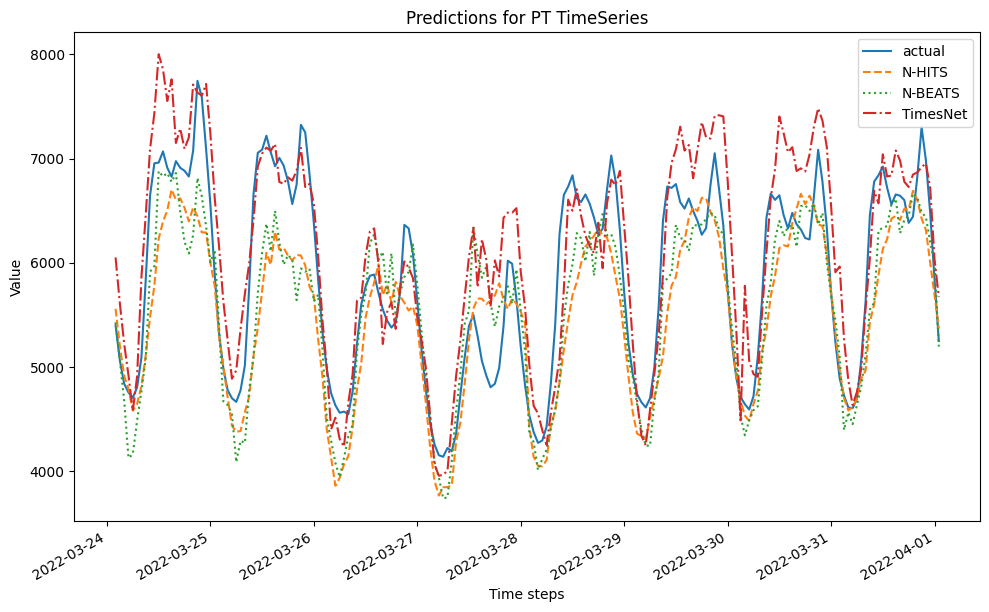 Predictions for PT TimeSeries
actual
N-HITS
N-BEATS
TimesNet
Value
8000
7000
6000
5000
4000
2022-03-24
2022-03-25
2022-03-26
2022-03-27
2022-03-28
2022-03-29
2022-03-30
2022-03-31
2022-04-01
Time steps